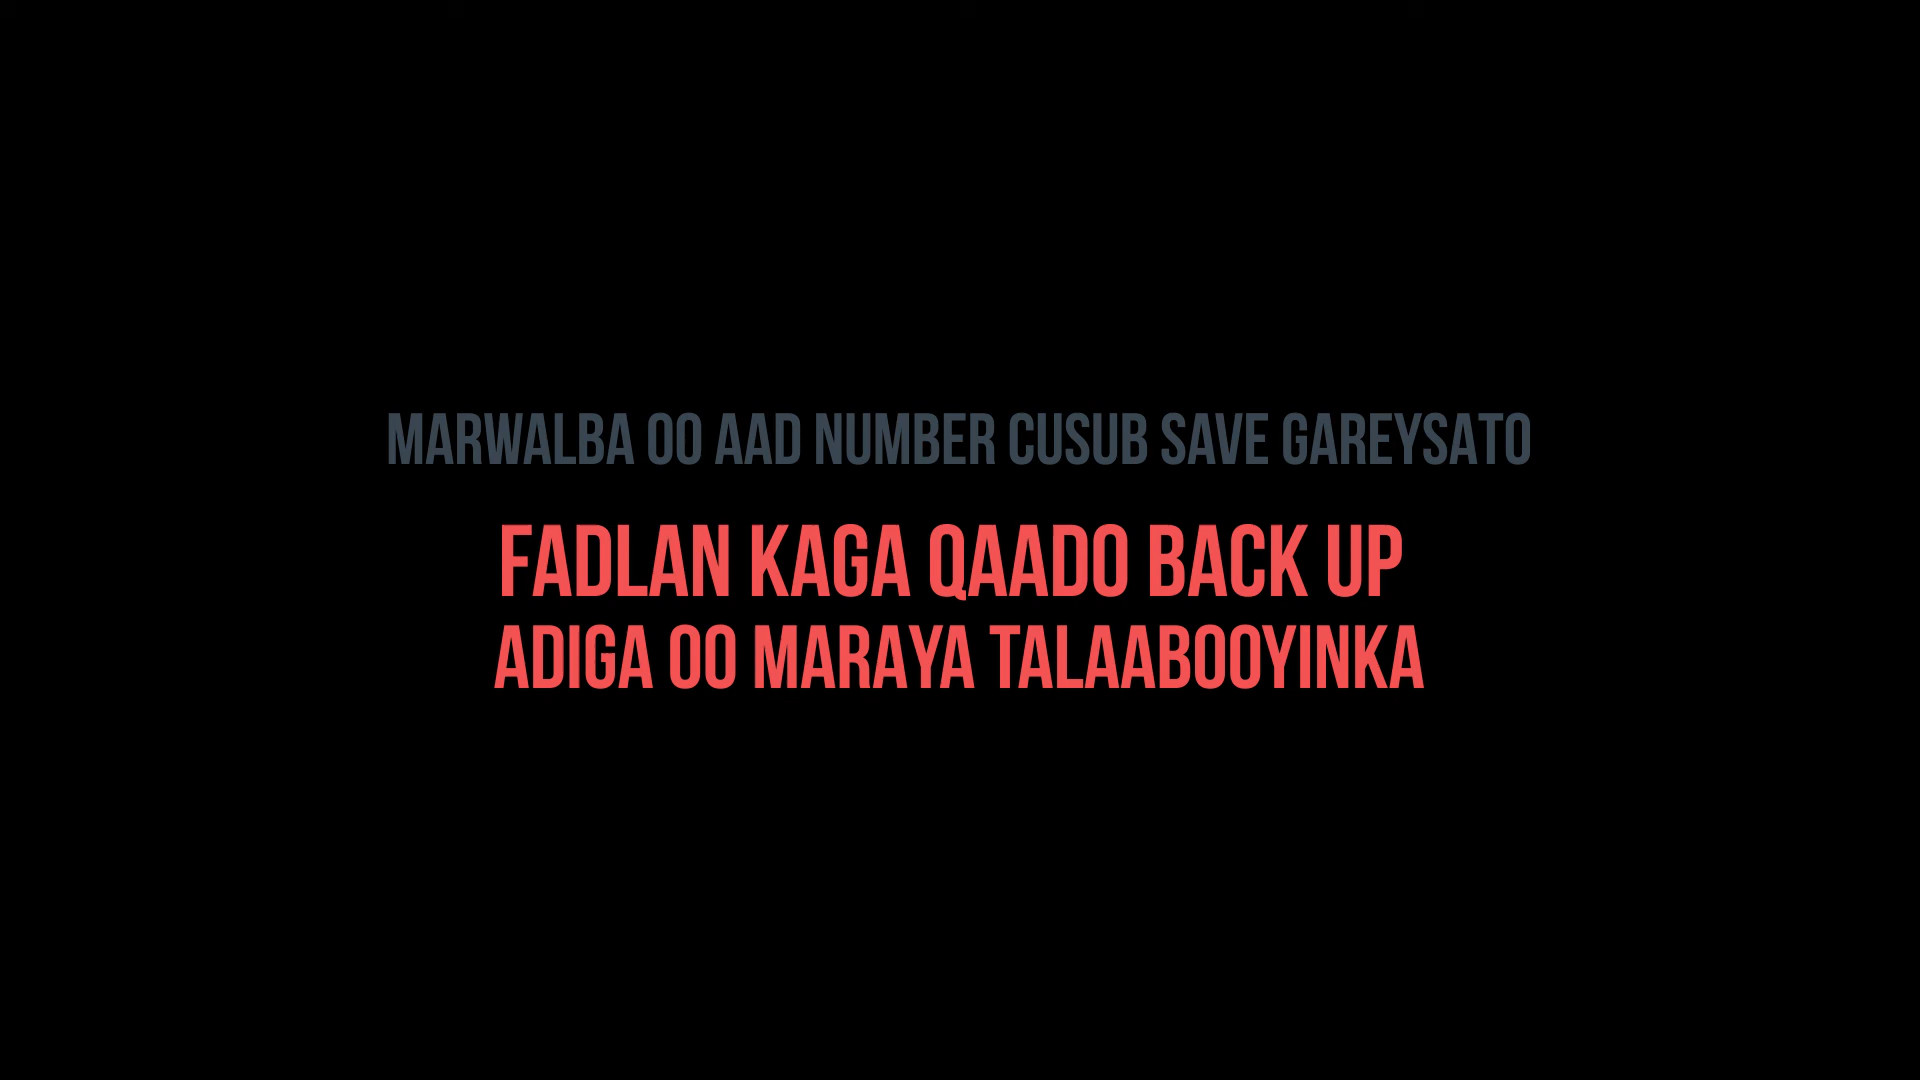 MARWALBA OO AAD NUMBER CUSUB SAVE GAREYSATO
FADLAN KAGA QAADO BACK UP
ADIGA OO MARAYA TALAABOOYINKA